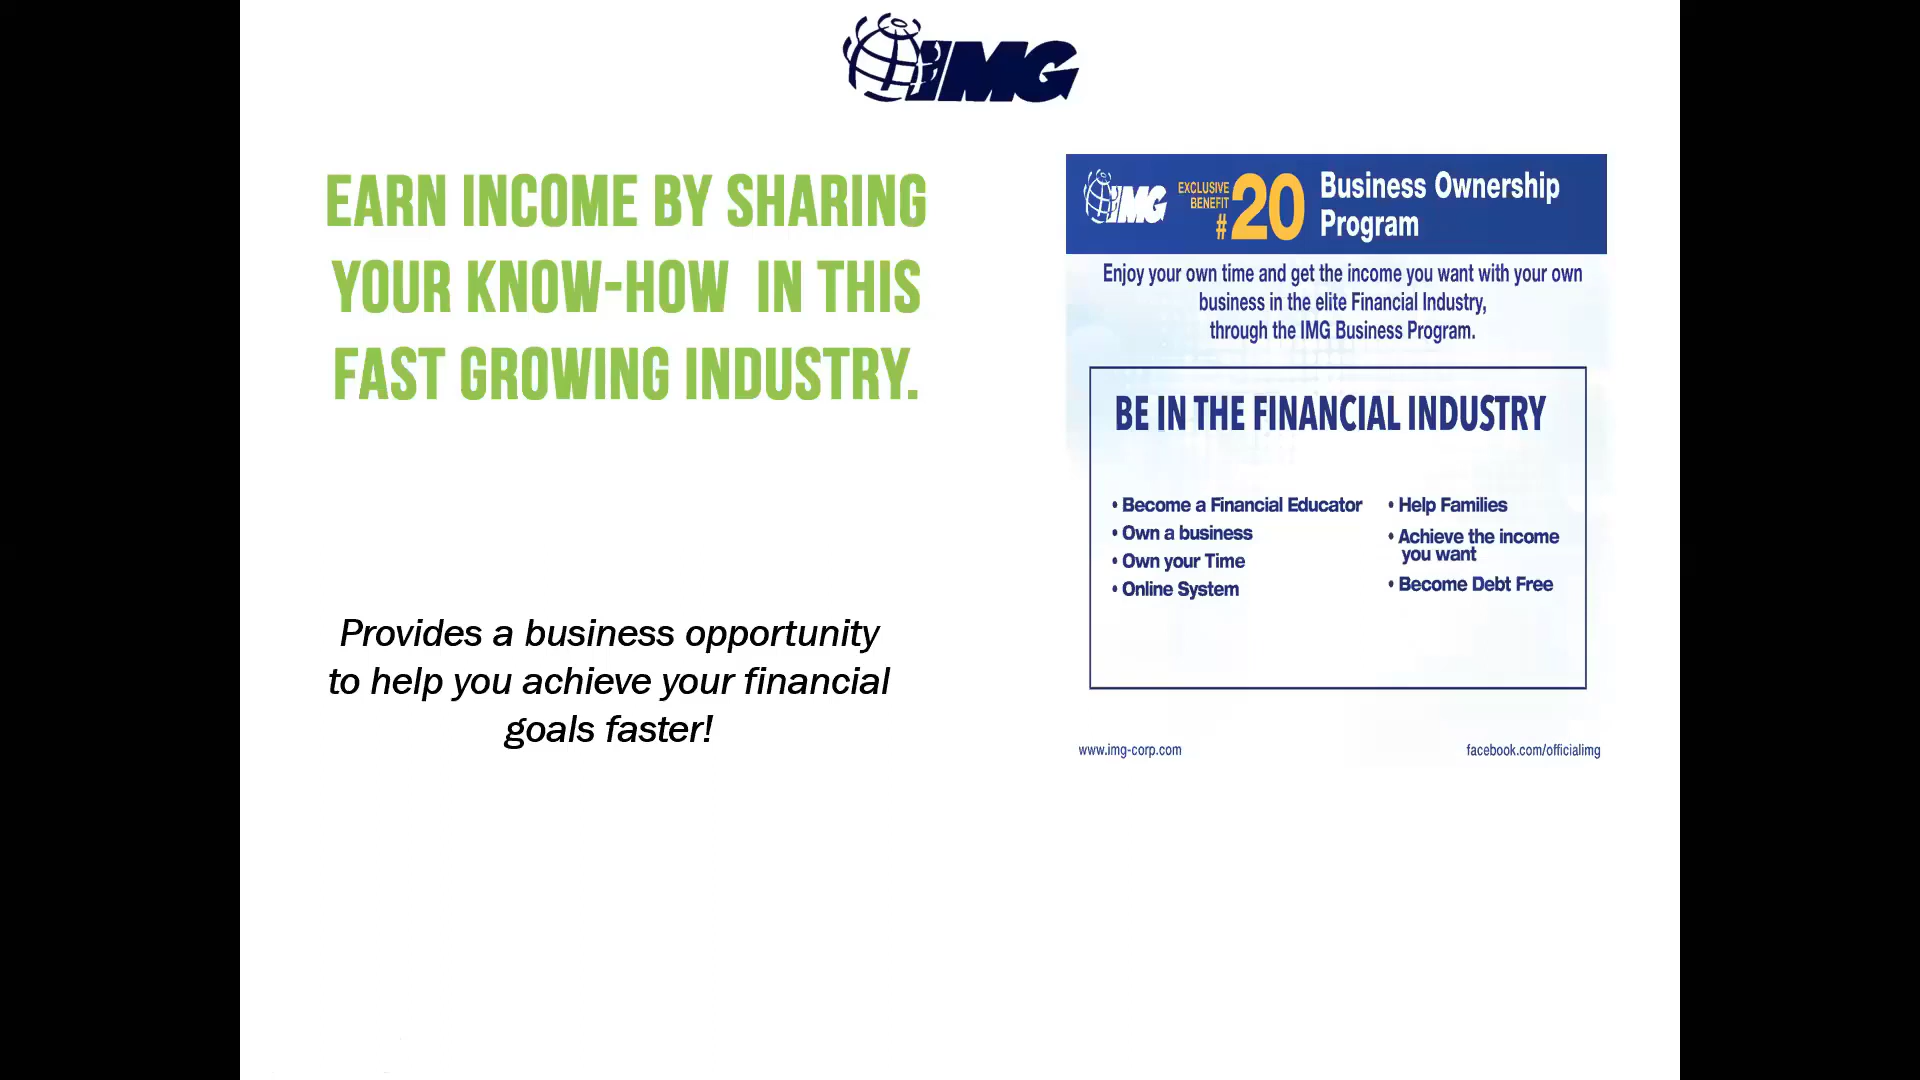 IMG
EARN INCOME BY SHARING
YOUR KNOW-HOW IN THIS
FAST GROWING INDUSTRY.
Provides a business opportunity
to help you achieve your financial
goals faster!
IMG
EXCLUSIVE
BENEFIT
#20
Business Ownership
Program
Enjoy your own time and get the income you want with your own
business in the elite Financial Industry,
through the IMG Business Program.
BE IN THE FINANCIAL INDUSTRY
• Become a Financial Educator
• Own a business
• Own your Time
• Online System
• Help Families
• Achieve the income
you want
• Become Debt Free
www.img-corp.com
facebook.com/officialimg